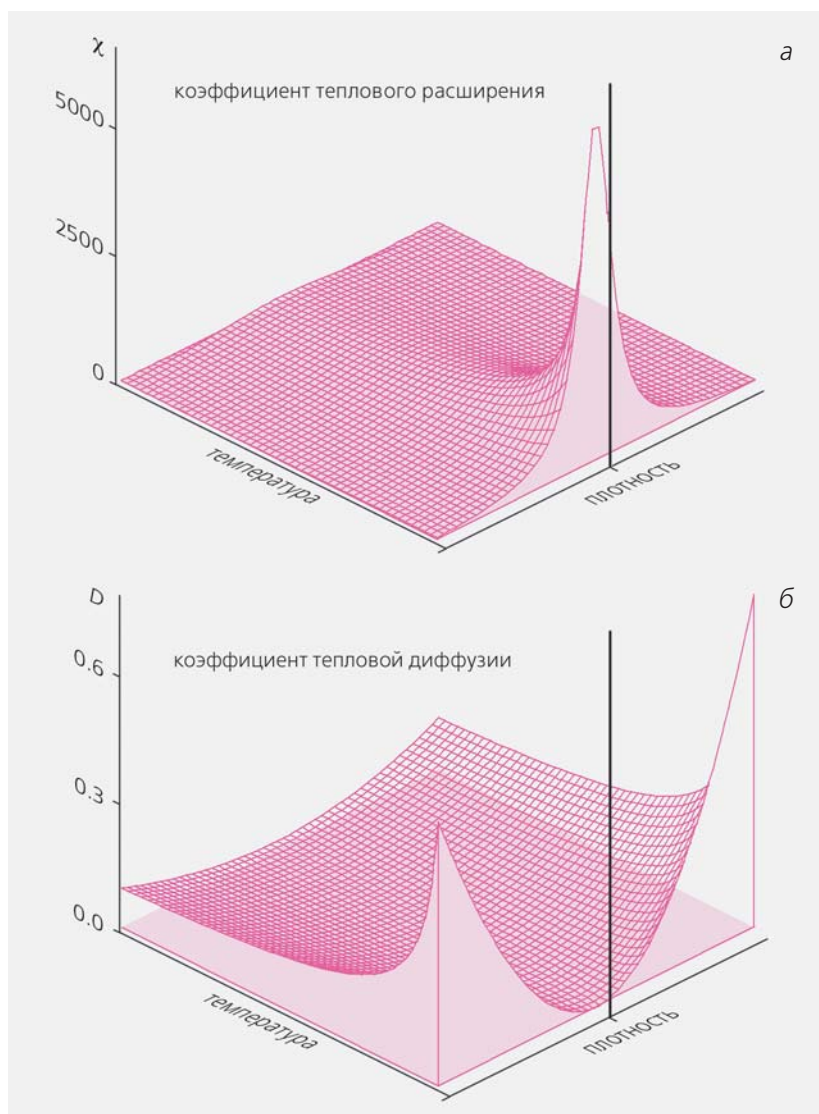 χ
а
коэффициент теплового расширения
5000
2500
0
температура
плотность
D
б
коэффициент тепловой диффузии
0.6
0.3
0.0
температура
плотность